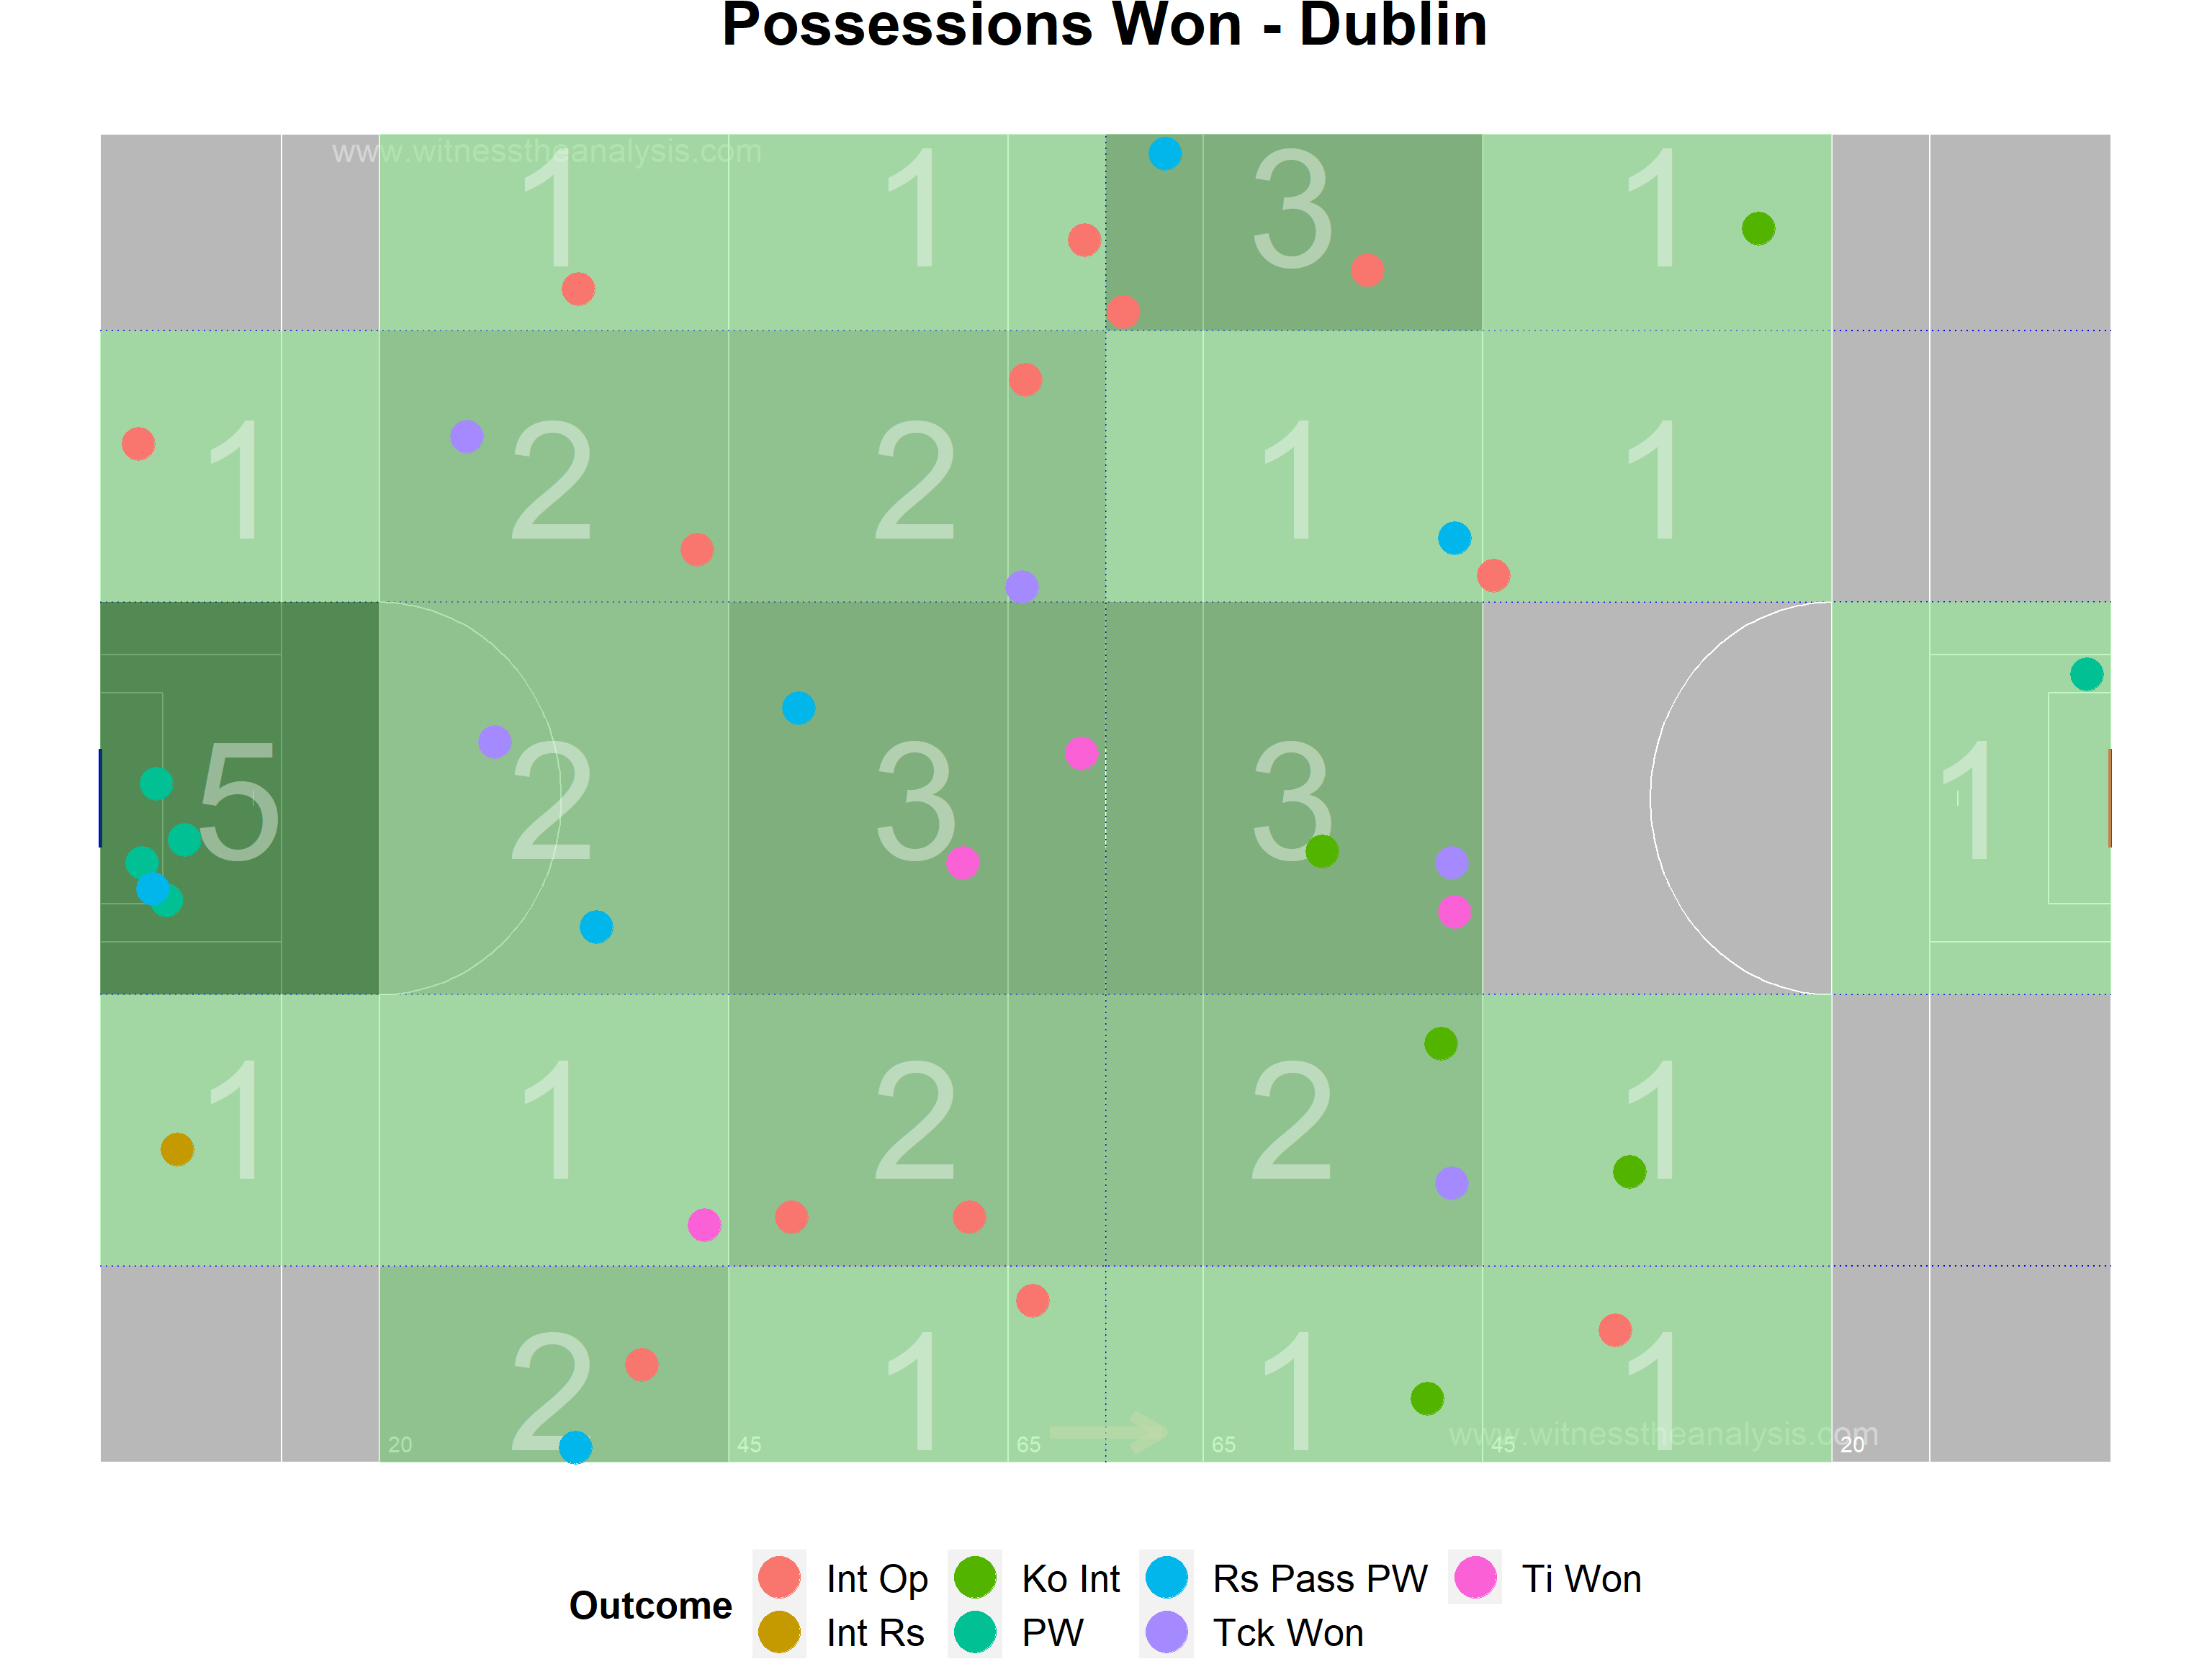 Possessions Won - Dublin
www.witnesstheanalysis.com
1 1 3 1
1 2 2 1 1
5 2 3 3 1
1 1 2 2 1
2 1 1 1
www.witnesstheanalysis.com
20 45 65 65 45 20
Outcome
Int Op Ko Int Rs Pass PW Ti Won
Int Rs PW Tck Won